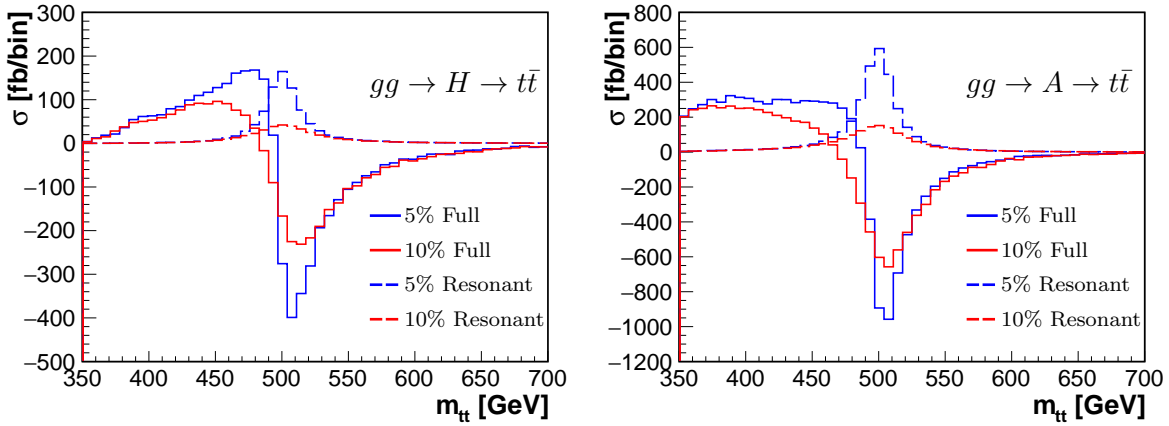 σ [fb/bin]
300
200
100
0
−100
−200
−300
−400
−500
gg → H → tt̄
5% Full
10% Full
5% Resonant
10% Resonant
350 400 450 500 550 600 650 700
m_tt [GeV]
σ [fb/bin]
800
600
400
200
0
−200
−400
−600
−800
−1000
−1200
gg → A → tt̄
5% Full
10% Full
5% Resonant
10% Resonant
350 400 450 500 550 600 650 700
m_tt [GeV]